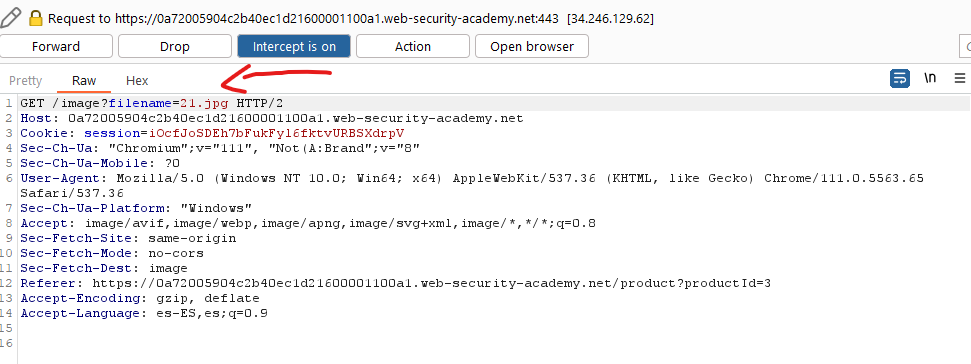 Request to https://0a72005904c2b40ec1d21600001100a1.web-security-academy.net:443 [34.246.129.62]
Forward Drop Intercept is on Action Open browser
Pretty Raw Hex \n
1 GET /image?filename=21.jpg HTTP/2
2 Host: 0a72005904c2b40ec1d21600001100a1.web-security-academy.net
3 Cookie: session=iOcfJoSDEh7bFukFyl6fktvURBSXdrpV
4 Sec-Ch-Ua: "Chromium";v="111", "Not(A:Brand";v="8"
5 Sec-Ch-Ua-Mobile: ?0
6 User-Agent: Mozilla/5.0 (Windows NT 10.0; Win64; x64) AppleWebKit/537.36 (KHTML, like Gecko) Chrome/111.0.5563.65
Safari/537.36
7 Sec-Ch-Ua-Platform: "Windows"
8 Accept: image/avif,image/webp,image/apng,image/svg+xml,image/*,*/*;q=0.8
9 Sec-Fetch-Site: same-origin
10 Sec-Fetch-Mode: no-cors
11 Sec-Fetch-Dest: image
12 Referer: https://0a72005904c2b40ec1d21600001100a1.web-security-academy.net/product?productId=3
13 Accept-Encoding: gzip, deflate
14 Accept-Language: es-ES,es;q=0.9
15
16